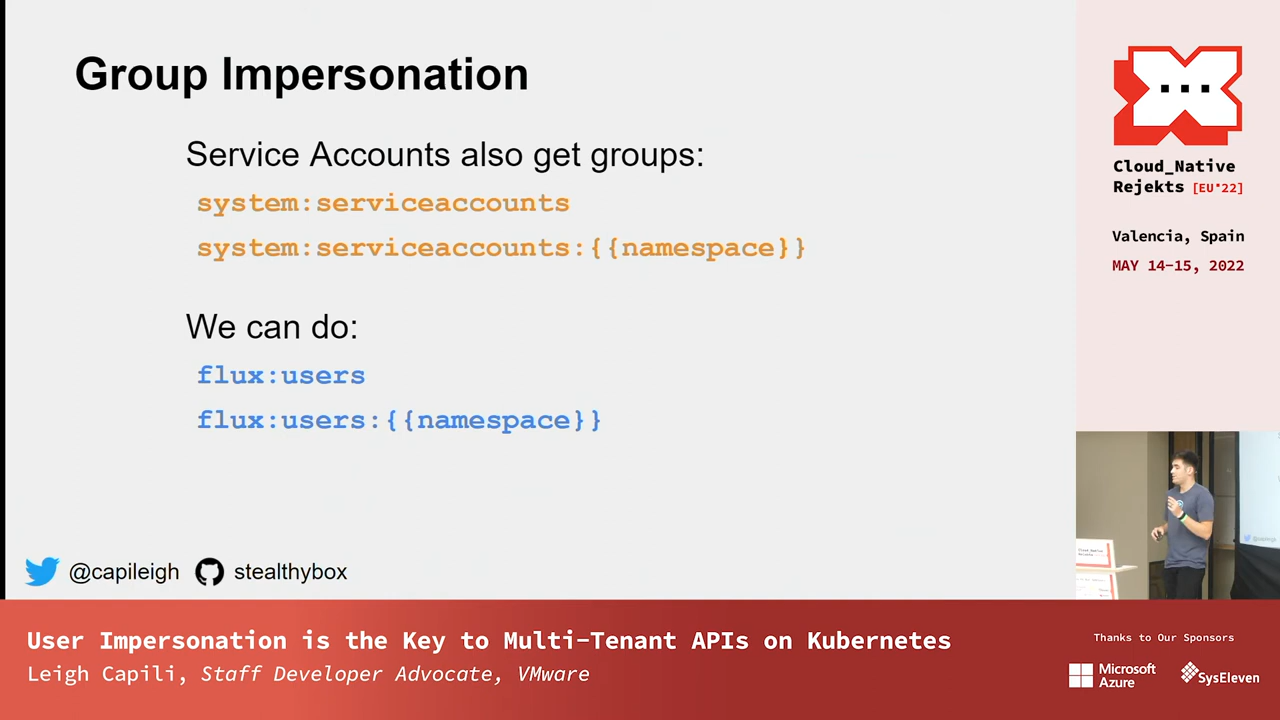 Group Impersonation
Service Accounts also get groups:
system:serviceaccounts
system:serviceaccounts:{{namespace}}
We can do:
flux:users
flux:users:{{namespace}}
@capileigh stealthybox
Cloud_Native
Rejekts [EU*22]
Valencia, Spain
MAY 14-15, 2022
User Impersonation is the Key to Multi-Tenant APIs on Kubernetes
Leigh Capili, Staff Developer Advocate, VMware
Thanks to Our Sponsors
Microsoft
Azure
SysEleven